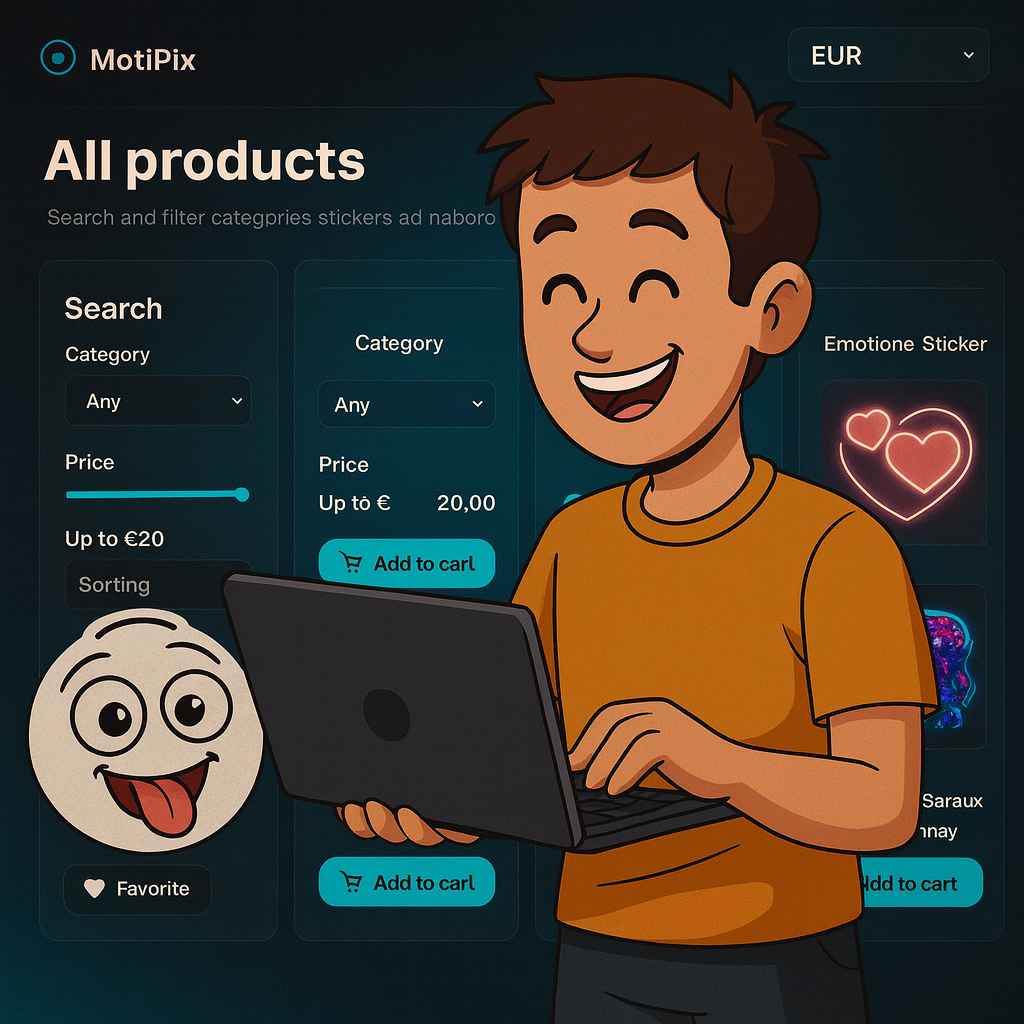 MotiPix
EUR
All products
Search and filter categpries stickers ad naboro
Search
Category
Any
Price
Up to €20
Sorting
Favorite
Category
Any
Price
Up tò € 20,00
Add to carl
Add to carl
Emotione Sticker
Saraux
nnay
dd to cart